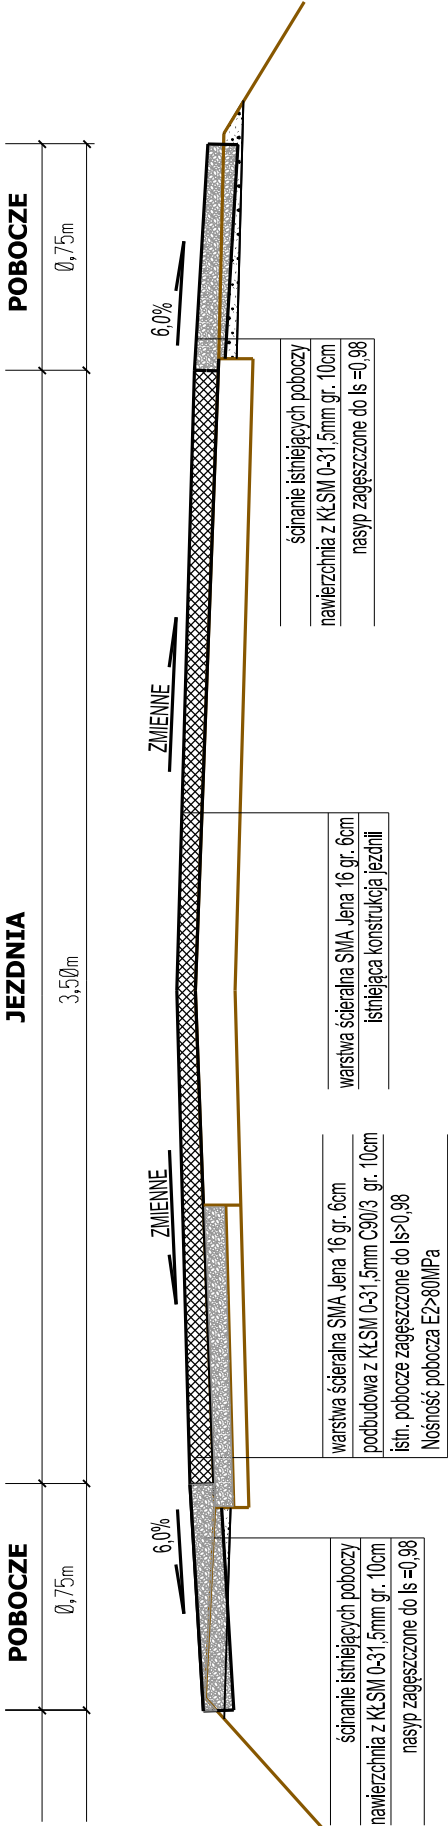 POBOCZE
0,75m
JEZDNIA
3,50m
POBOCZE
0,75m
6,0%
ZMIENNE
ZMIENNE
6,0%
ścinanie istniejących poboczy
nawierzchnia z KŁSM 0-31,5mm gr. 10cm
nasyp zagęszczone do Is =0,98
warstwa ścieralna SMA Jena 16 gr. 6cm
podbudowa z KŁSM 0-31,5mm C90/3 gr. 10cm
istn. pobocze zagęszczone do Is>0,98
Nośność pobocza E2>80MPa
warstwa ścieralna SMA Jena 16 gr. 6cm
istniejąca konstrukcja jezdnii
ścinanie istniejących poboczy
nawierzchnia z KŁSM 0-31,5mm gr. 10cm
nasyp zagęszczone do Is =0,98